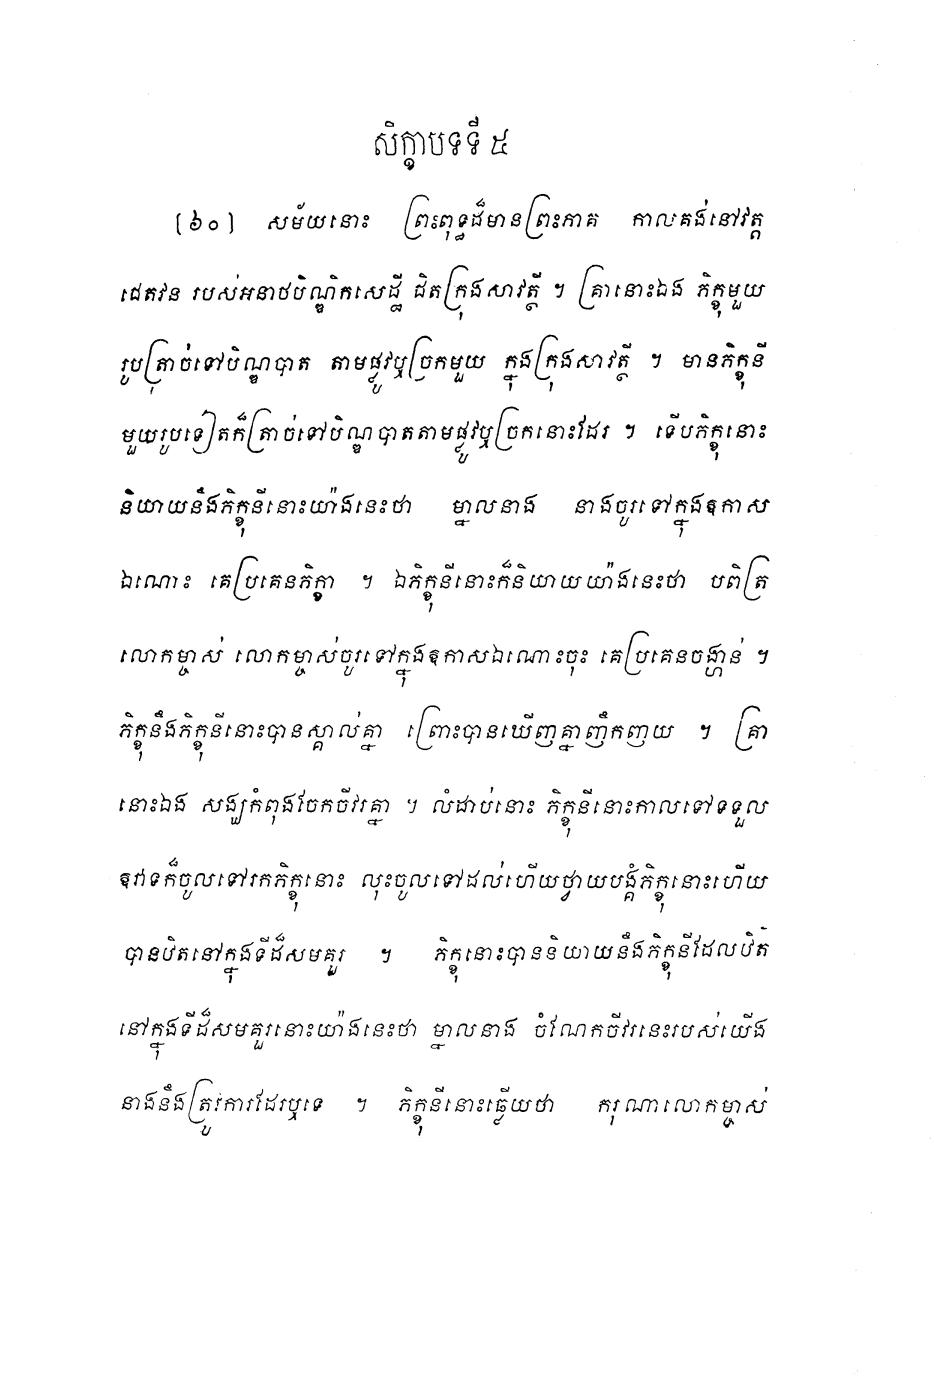 សិក្ខាបទទី ៥
(៦០) សម័យនោះ ព្រះពុទ្ធដ៏មានព្រះភាគ កាលគង់នៅវត្ត
ជេតវន របស់អនាថបិណ្ឌិកសេដ្ឋី ជិតក្រុងសាវត្ថី ។ គ្រានោះឯង ភិក្ខុមួយ
រូបត្រាច់ទៅបិណ្ឌបាត តាមផ្លូវឬច្រកមួយ ក្នុងក្រុងសាវត្ថី ។ មានភិក្ខុនី
មួយរូបទៀតក៏ត្រាច់ទៅបិណ្ឌបាតតាមផ្លូវឬច្រកនោះដែរ ។ ទើបភិក្ខុនោះ
និយាយនឹងភិក្ខុនីនោះយ៉ាងនេះថា ម្នាលនាង នាងចូរទៅក្នុងឱកាស
ឯណោះ គេប្រគេនភិក្ខា ។ ឯភិក្ខុនីនោះក៏និយាយយ៉ាងនេះថា បពិត្រ
លោកម្ចាស់ លោកម្ចាស់ចូរទៅក្នុងឱកាសឯណោះចុះ គេប្រគេនចង្ហាន់ ។
ភិក្ខុនឹងភិក្ខុនីនោះបានស្គាល់គ្នា ព្រោះបានឃើញគ្នាញឹកញយ ។ គ្រា
នោះឯង សង្ឃកំពុងចែកចីវរគ្នា ។ លំដាប់នោះ ភិក្ខុនីនោះកាលទៅទទួល
ឱវាទក៏ចូលទៅរកភិក្ខុនោះ លុះចូលទៅដល់ហើយថ្វាយបង្គំភិក្ខុនោះហើយ
បានឋិតនៅក្នុងទីដ៏សមគួរ ។ ភិក្ខុនោះបាននិយាយនឹងភិក្ខុនីដែលឋិត
នៅក្នុងទីដ៏សមគួរនោះយ៉ាងនេះថា ម្នាលនាង ចំណែកចីវរនេះរបស់យើង
នាងនឹងត្រូវការដែរឬទេ ។ ភិក្ខុនីនោះឆ្លើយថា ករុណាលោកម្ចាស់